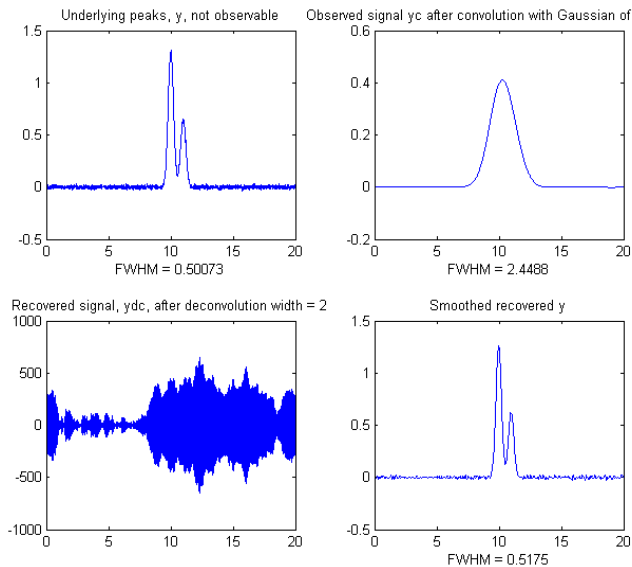 Underlying peaks, y, not observable
1.5
1
0.5
0
-0.5
0 5 10 15 20
FWHM = 0.50073
Observed signal yc after convolution with Gaussian of
0.6
0.4
0.2
0
-0.2
0 5 10 15 20
FWHM = 2.4488
Recovered signal, ydc, after deconvolution width = 2
1000
500
0
-500
-1000
0 5 10 15 20
Smoothed recovered y
1.5
1
0.5
0
-0.5
0 5 10 15 20
FWHM = 0.5175